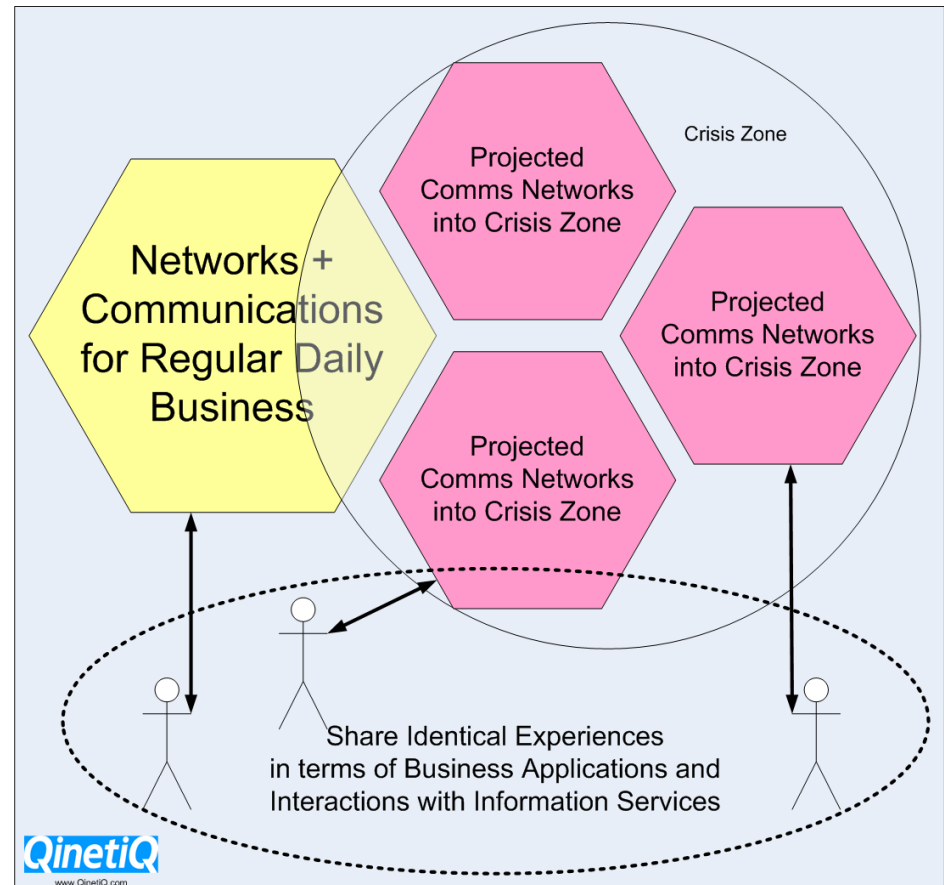 Crisis Zone
Projected
Comms Networks
into Crisis Zone
Networks +
Communications
for Regular Daily
Business
Projected
Comms Networks
into Crisis Zone
Projected
Comms Networks
into Crisis Zone
Share Identical Experiences
in terms of Business Applications and
Interactions with Information Services
QinetiQ
www.QinetiQ.com